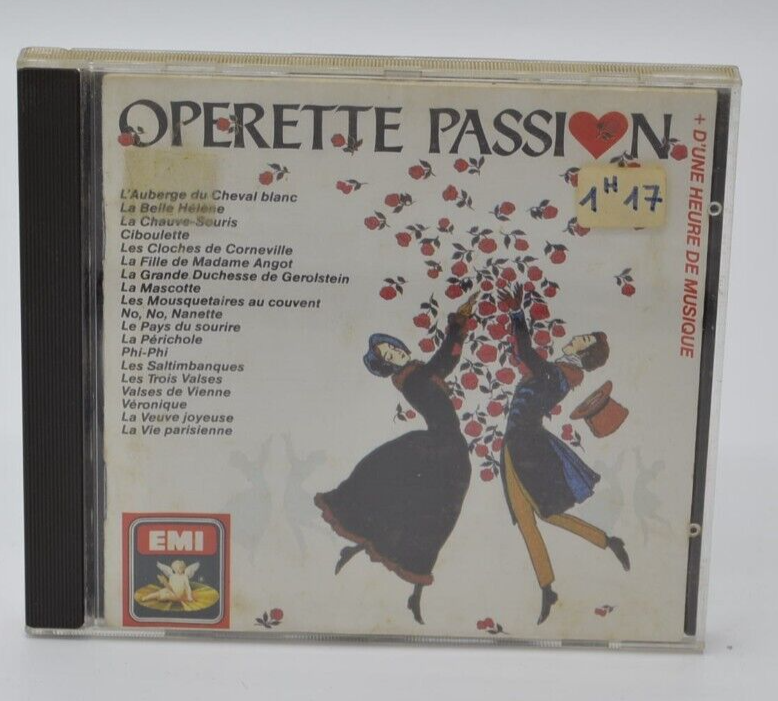 OPERETTE PASSION
+ D'UNE HEURE DE MUSIQUE
1H 17
L'Auberge du Cheval blanc
La Belle Hélène
La Chauve-Souris
Ciboulette
Les Cloches de Corneville
La Fille de Madame Angot
La Grande Duchesse de Gerolstein
La Mascotte
Les Mousquetaires au couvent
No, No, Nanette
Le Pays du sourire
La Périchole
Phi-Phi
Les Saltimbanques
Les Trois Valses
Valses de Vienne
Véronique
La Veuve joyeuse
La Vie parisienne
EMI